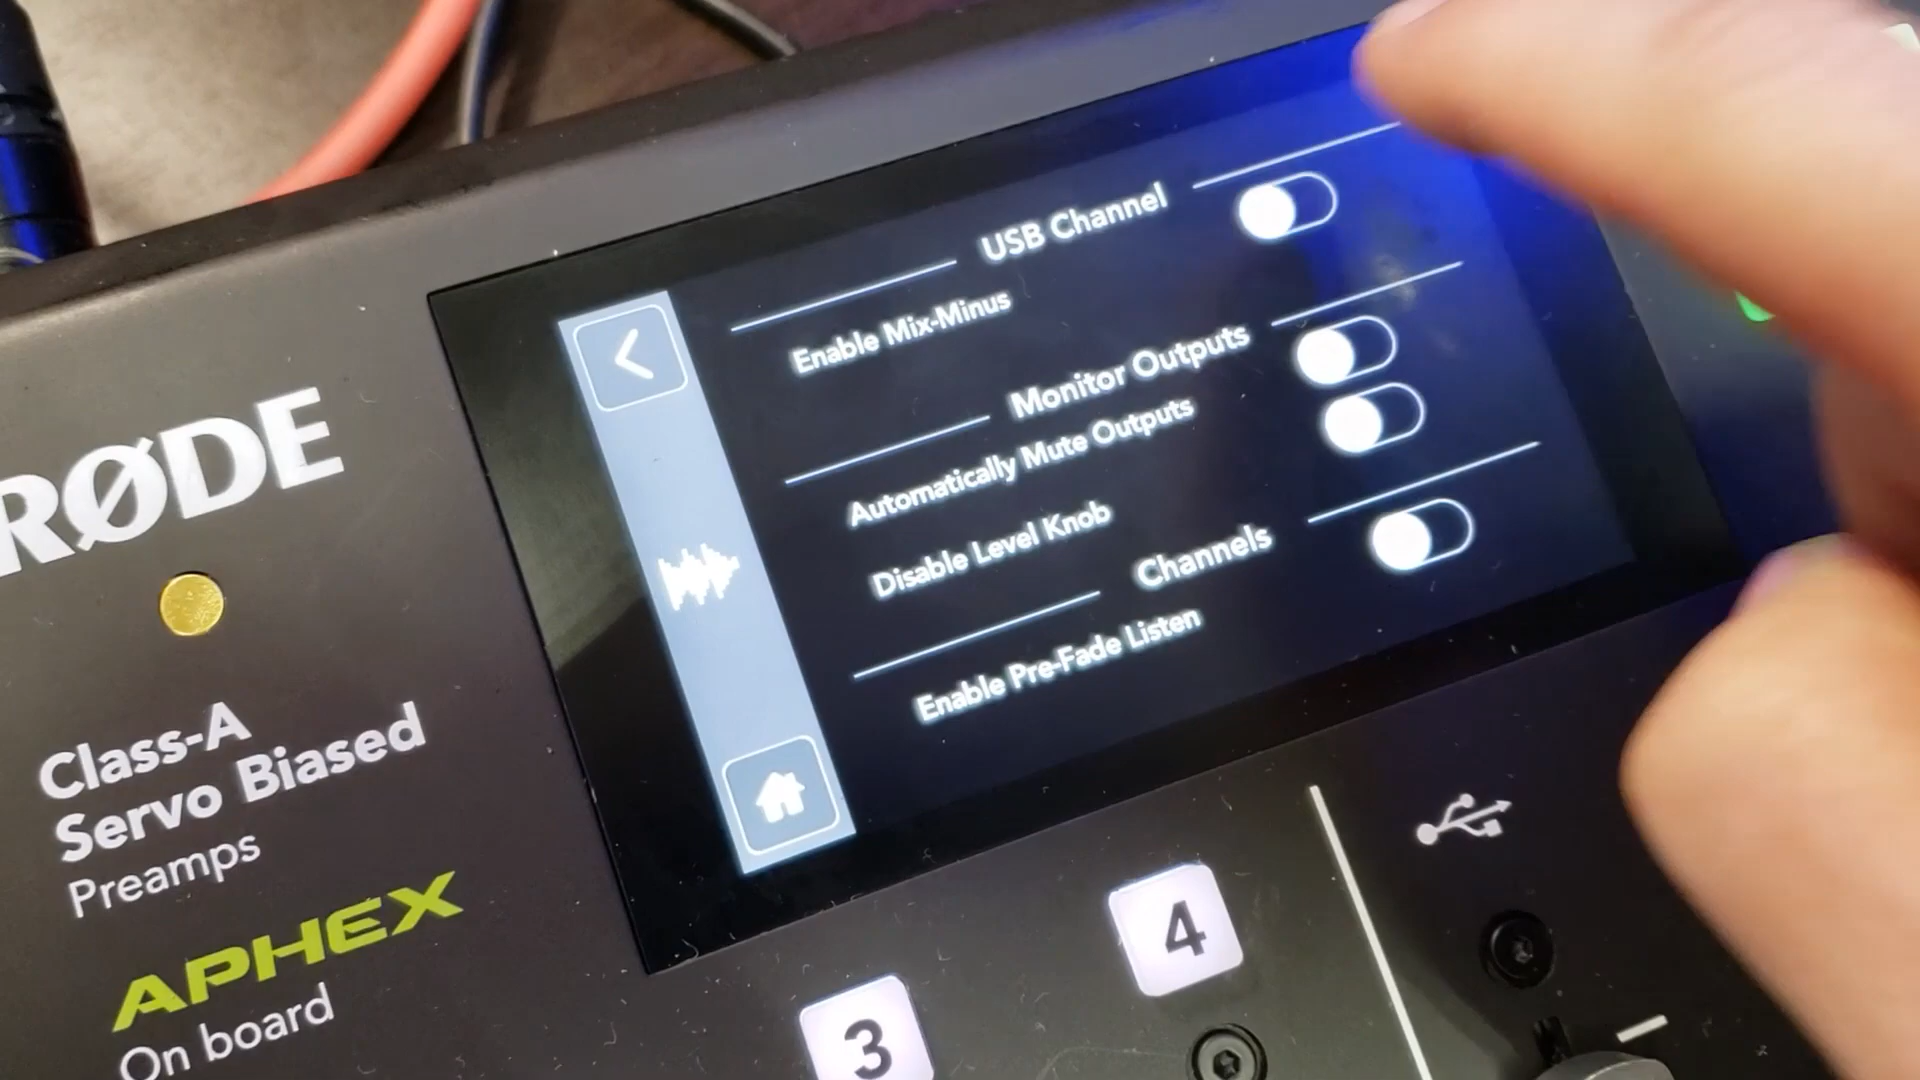 RØDE
Class-A
Servo Biased
Preamps
APHEX
On board
USB Channel
Enable Mix-Minus
Monitor Outputs
Automatically Mute Outputs
Disable Level Knob
Channels
Enable Pre-Fade Listen
3
4